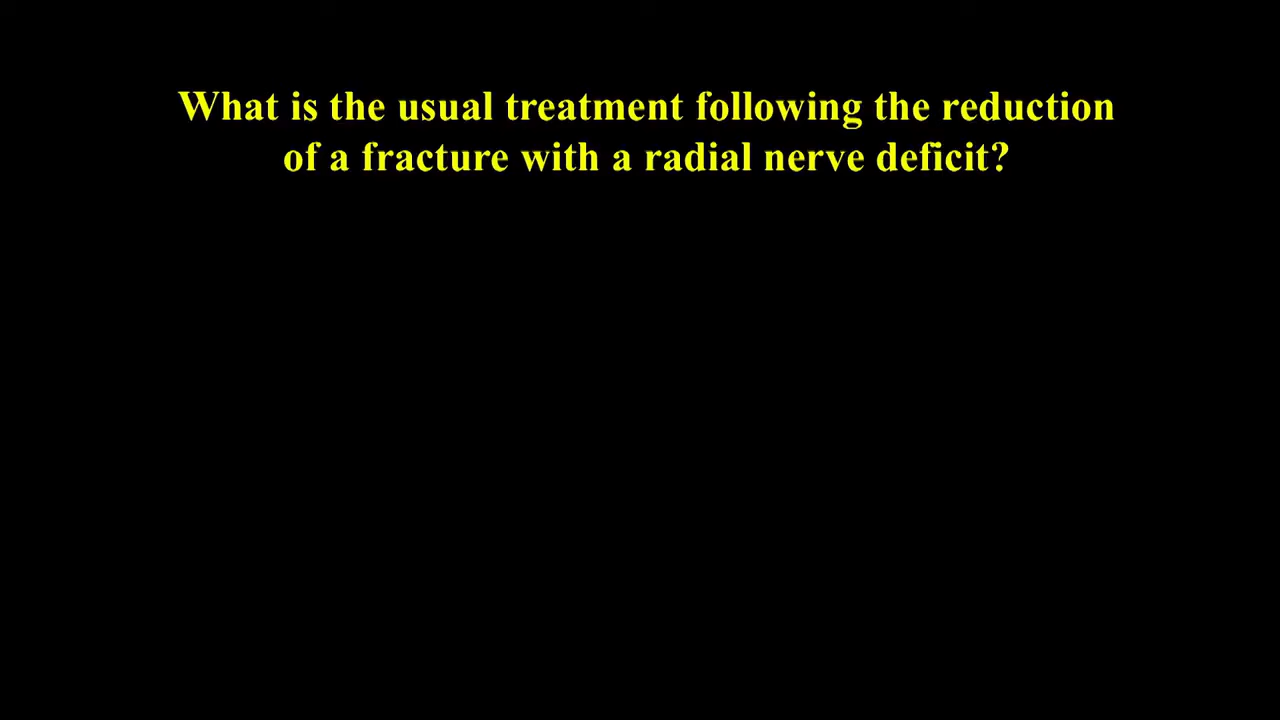 What is the usual treatment following the reduction
of a fracture with a radial nerve deficit?